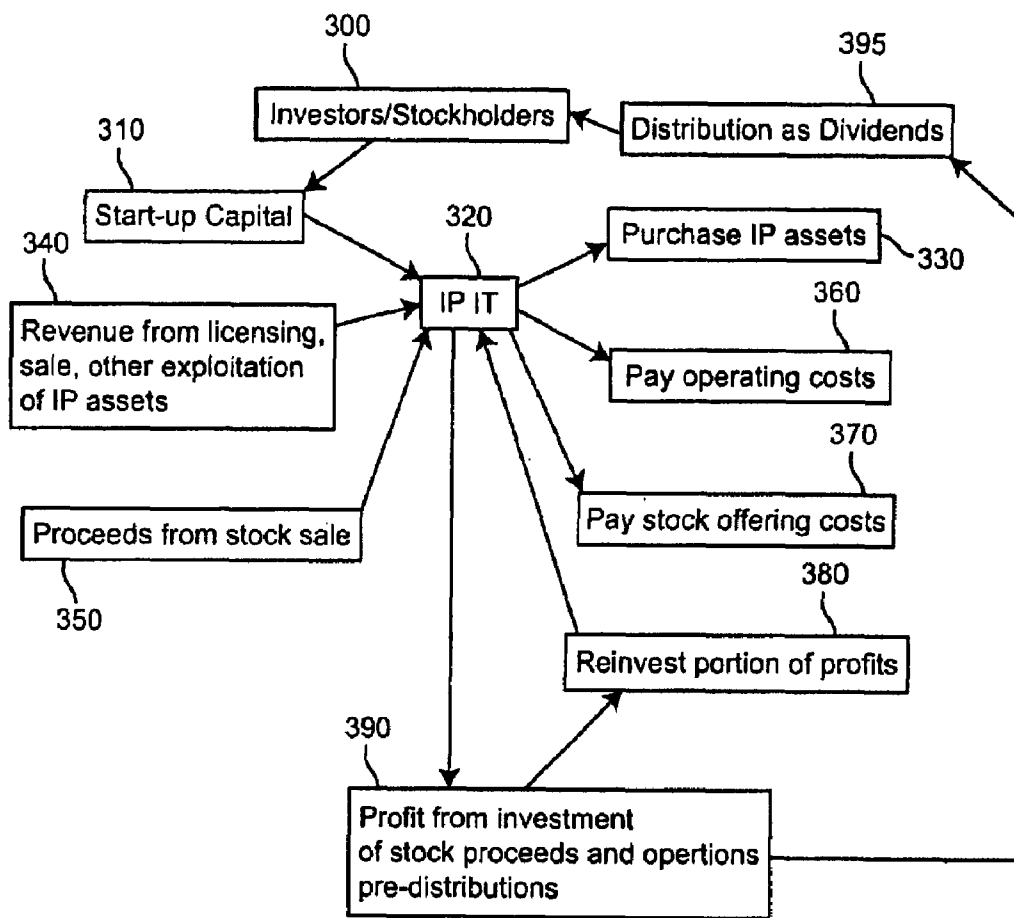 300
395
Investors/Stockholders
Distribution as Dividends
310
Start-up Capital
320
Purchase IP assets
330
340
IP IT
360
Revenue from licensing,
sale, other exploitation
of IP assets
Pay operating costs
370
Proceeds from stock sale
350
Pay stock offering costs
380
Reinvest portion of profits
390
Profit from investment
of stock proceeds and opertions
pre-distributions